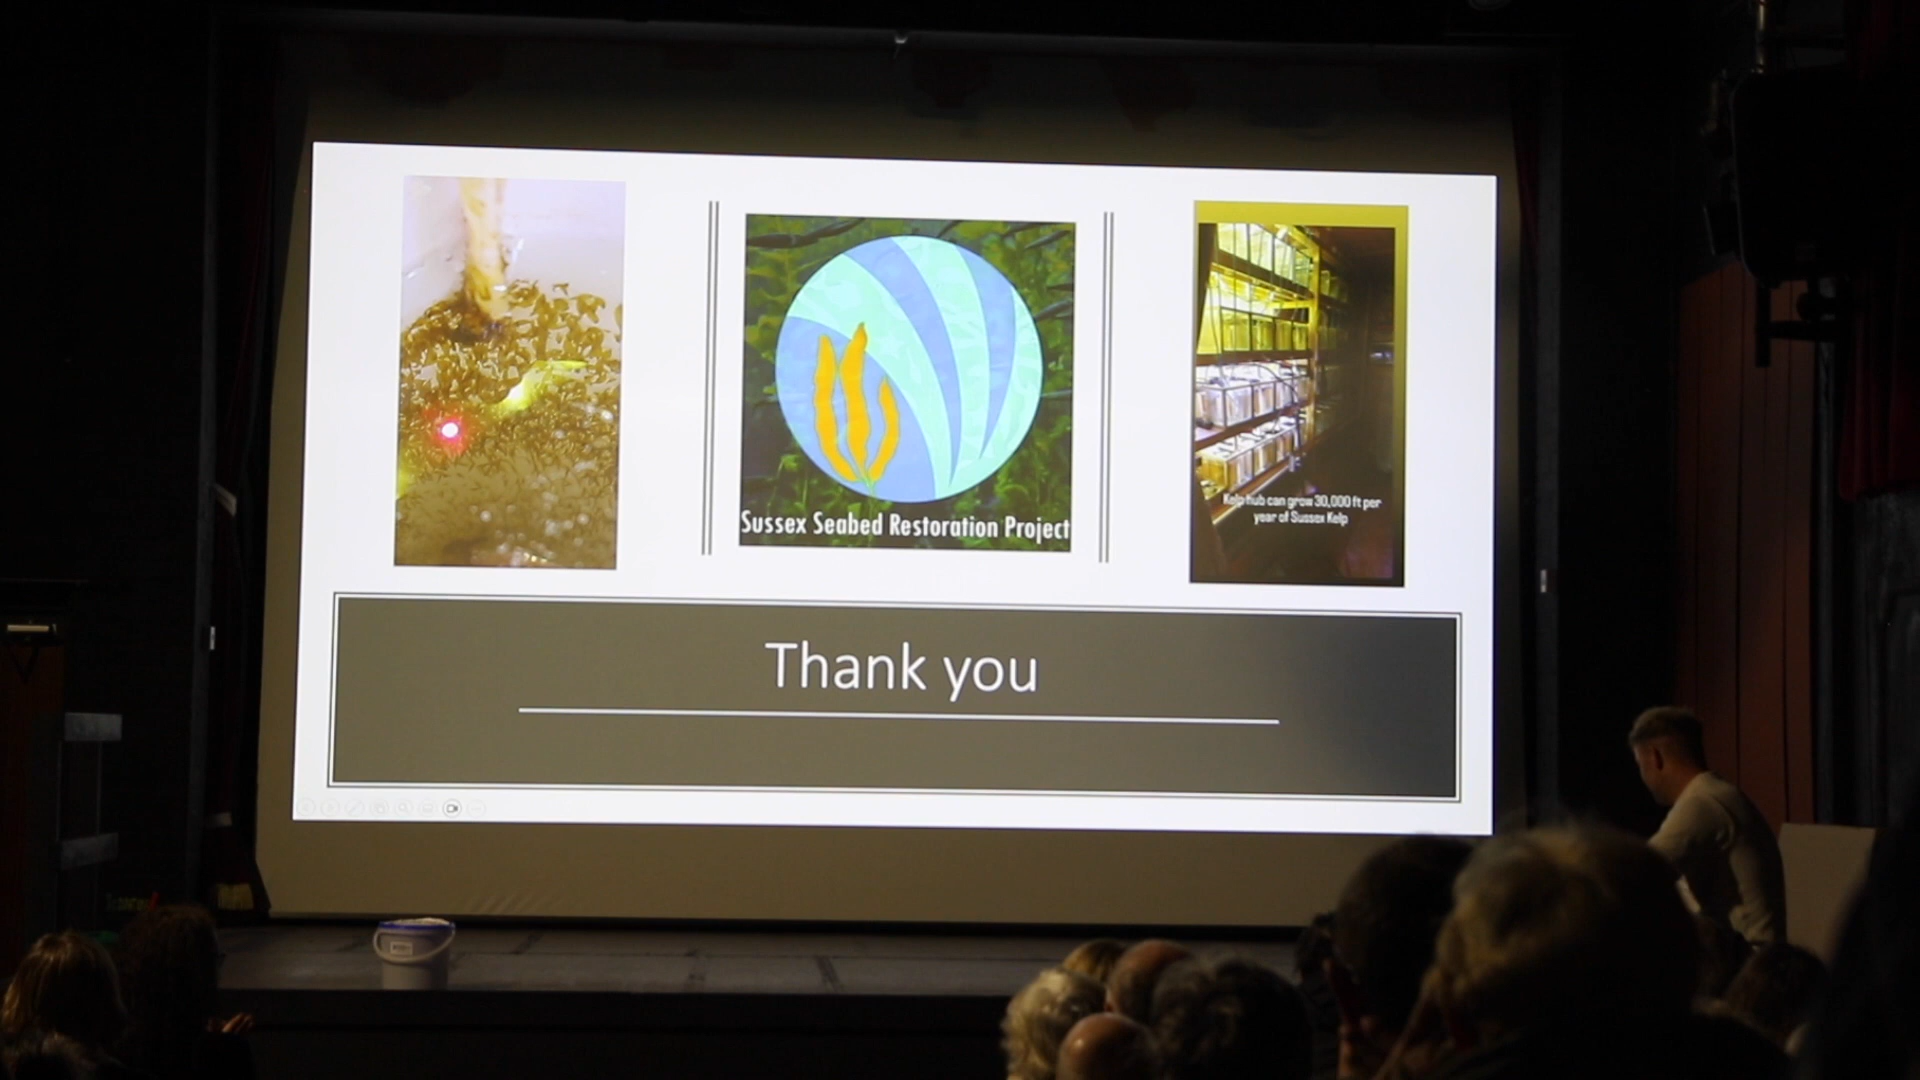 Sussex Seabed Restoration Project
Kelp hub can grow 30,000 ft per
year of Sussex Kelp
Thank you